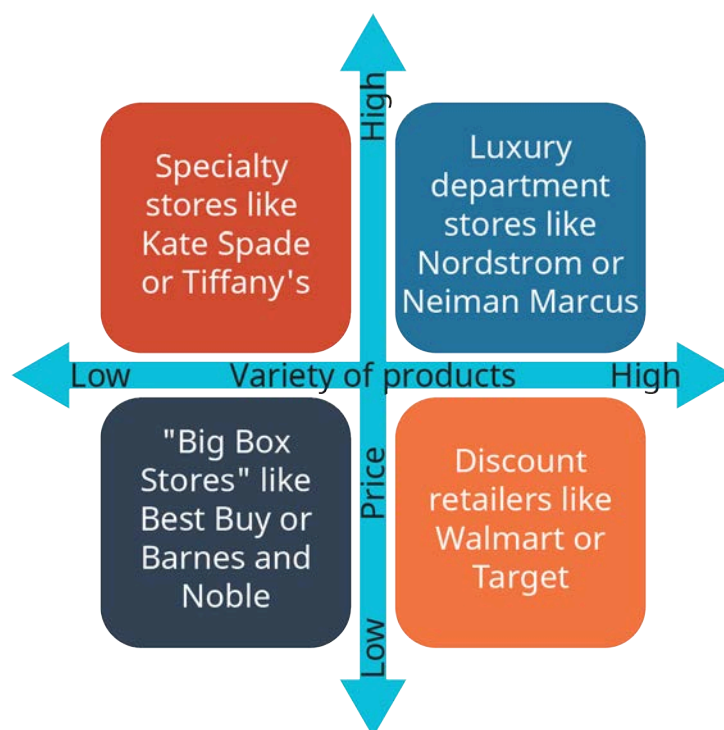 High
Specialty
stores like
Kate Spade
or Tiffany's
Luxury
department
stores like
Nordstrom or
Neiman Marcus
Low
Variety of products
High
"Big Box
Stores" like
Best Buy or
Barnes and
Noble
Price
Discount
retailers like
Walmart or
Target
Low